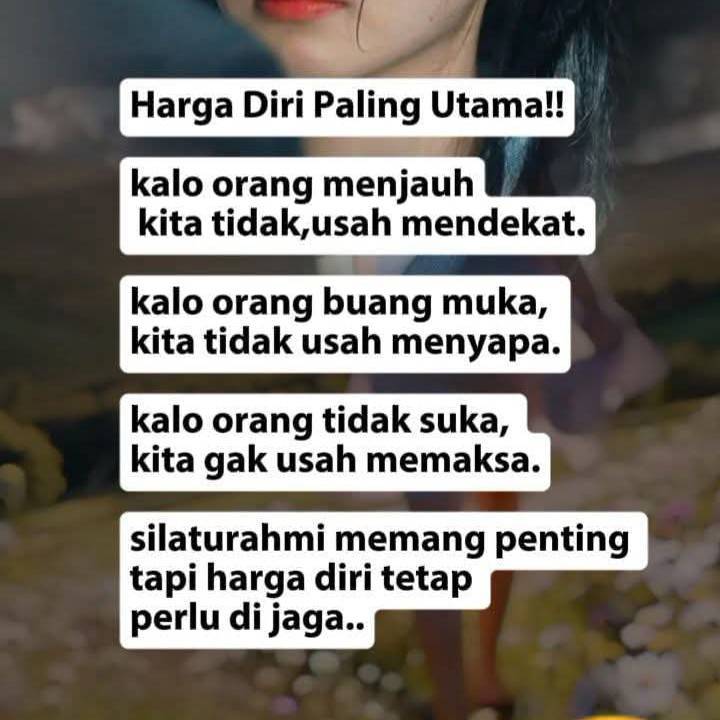 Harga Diri Paling Utama!!
kalo orang menjauh
kita tidak,usah mendekat.
kalo orang buang muka,
kita tidak usah menyapa.
kalo orang tidak suka,
kita gak usah memaksa.
silaturahmi memang penting
tapi harga diri tetap
perlu di jaga..